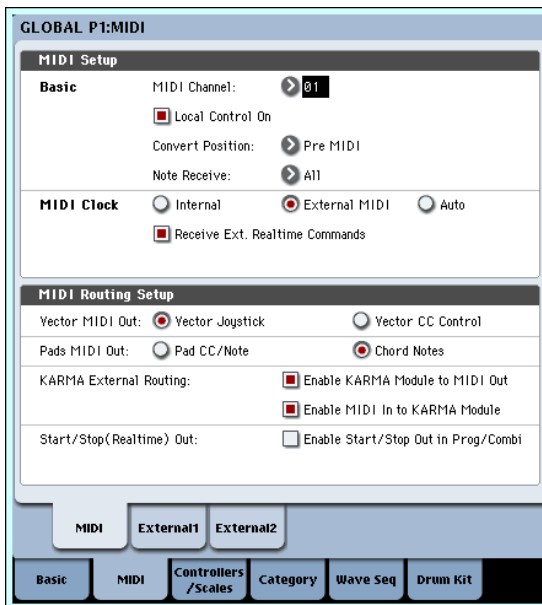 GLOBAL P1:MIDI
MIDI Setup
Basic MIDI Channel: 01
Local Control On
Convert Position: Pre MIDI
Note Receive: All
MIDI Clock Internal External MIDI Auto
Receive Ext. Realtime Commands
MIDI Routing Setup
Vector MIDI Out: Vector Joystick Vector CC Control
Pads MIDI Out: Pad CC/Note Chord Notes
KARMA External Routing: Enable KARMA Module to MIDI Out
Enable MIDI In to KARMA Module
Start/Stop(Realtime) Out: Enable Start/Stop Out in Prog/Combi
MIDI External1 External2
Basic MIDI Controllers /Scales Category Wave Seq Drum Kit